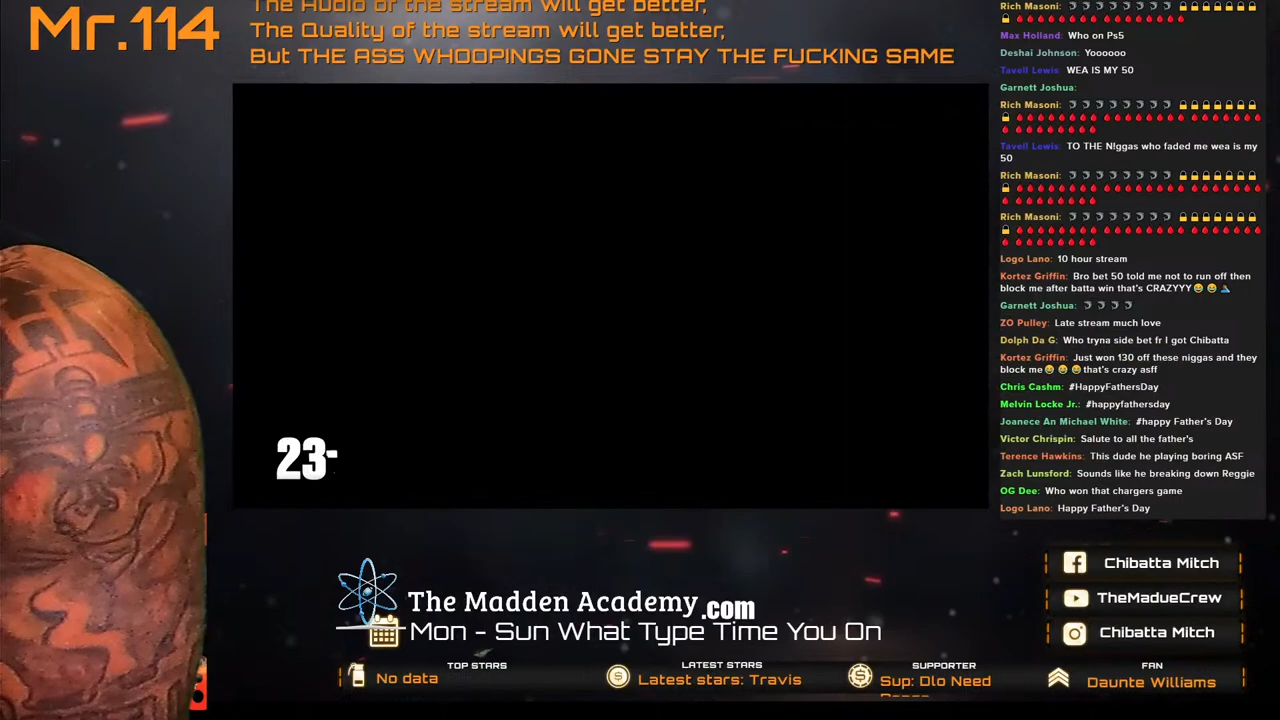 Mr.114
The Audio of the stream will get better,
The Quality of the stream will get better,
But THE ASS WHOOPINGS GONE STAY THE FUCKING SAME
Rich Masoni:
Max Holland: Who on Ps5
Deshai Johnson: Yoooooo
Tavell Lewis: WEA IS MY 50
Garnett Joshua:
Rich Masoni:
Tavell Lewis: TO THE N!ggas who faded me wea is my
50
Rich Masoni:
Rich Masoni:
Logo Lano: 10 hour stream
Kortez Griffin: Bro bet 50 told me not to run off then
block me after batta win that's CRAZYYY😂 😂
Garnett Joshua:
ZO Pulley: Late stream much love
Dolph Da G: Who tryna side bet fr I got Chibatta
Kortez Griffin: Just won 130 off these niggas and they
block me😂 😂 😂that's crazy asff
Chris Cashm: #HappyFathersDay
Melvin Locke Jr.: #happyfathersday
Joanece An Michael White: #happy Father's Day
Victor Chrispin: Salute to all the father's
Terence Hawkins: This dude he playing boring ASF
Zach Lunsford: Sounds like he breaking down Reggie
OG Dee: Who won that chargers game
Logo Lano: Happy Father's Day
23-
The Madden Academy.com
Mon - Sun What Type Time You On
Chibatta Mitch
TheMadueCrew
Chibatta Mitch
TOP STARS
No data
LATEST STARS
Latest stars: Travis
SUPPORTER
Sup: Dlo Need
FAN
Daunte Williams